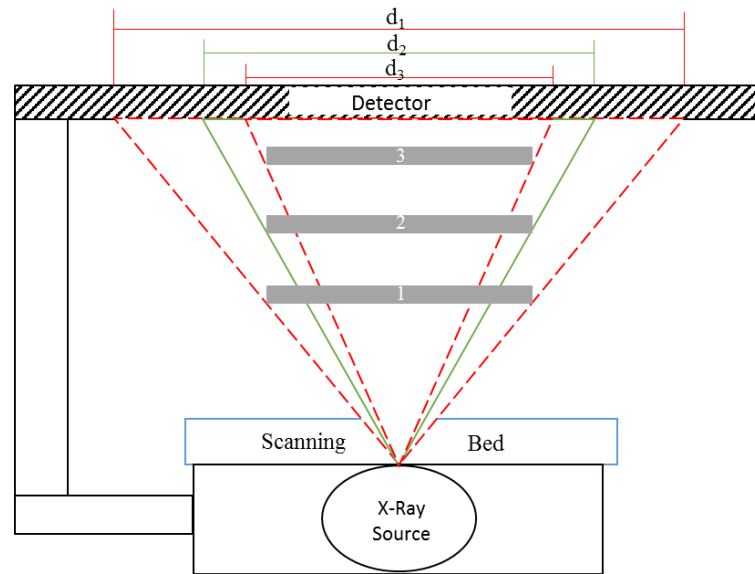 d₁
d₂
d₃
Detector
3
2
1
Scanning Bed
X-Ray
Source